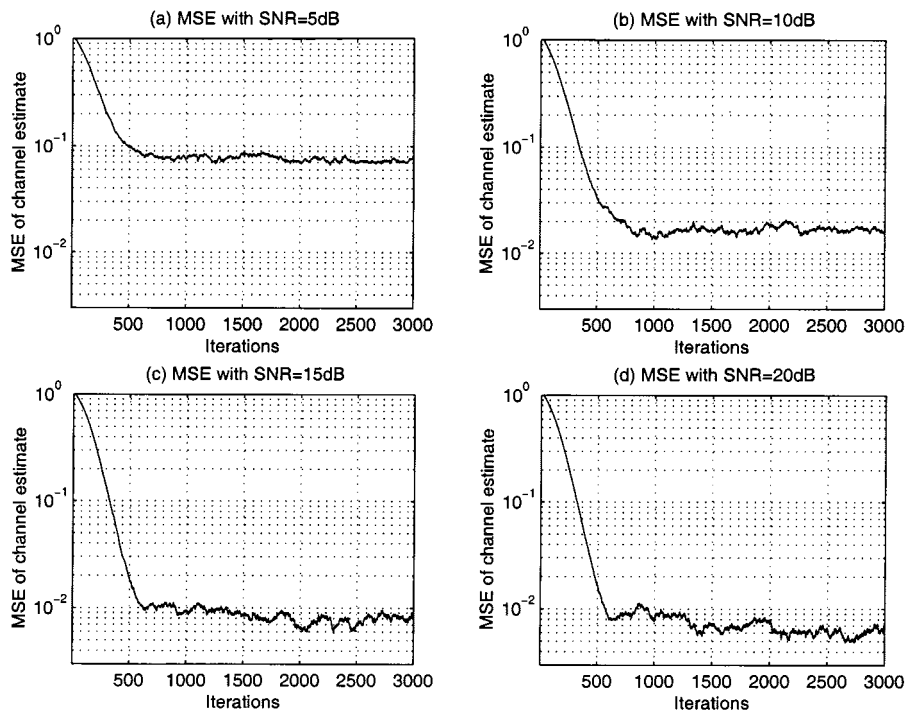 (a) MSE with SNR=5dB
MSE of channel estimate
10^0
10^-1
10^-2
500 1000 1500 2000 2500 3000
Iterations
(b) MSE with SNR=10dB
MSE of channel estimate
10^0
10^-1
10^-2
500 1000 1500 2000 2500 3000
Iterations
(c) MSE with SNR=15dB
MSE of channel estimate
10^0
10^-1
10^-2
500 1000 1500 2000 2500 3000
Iterations
(d) MSE with SNR=20dB
MSE of channel estimate
10^0
10^-1
10^-2
500 1000 1500 2000 2500 3000
Iterations